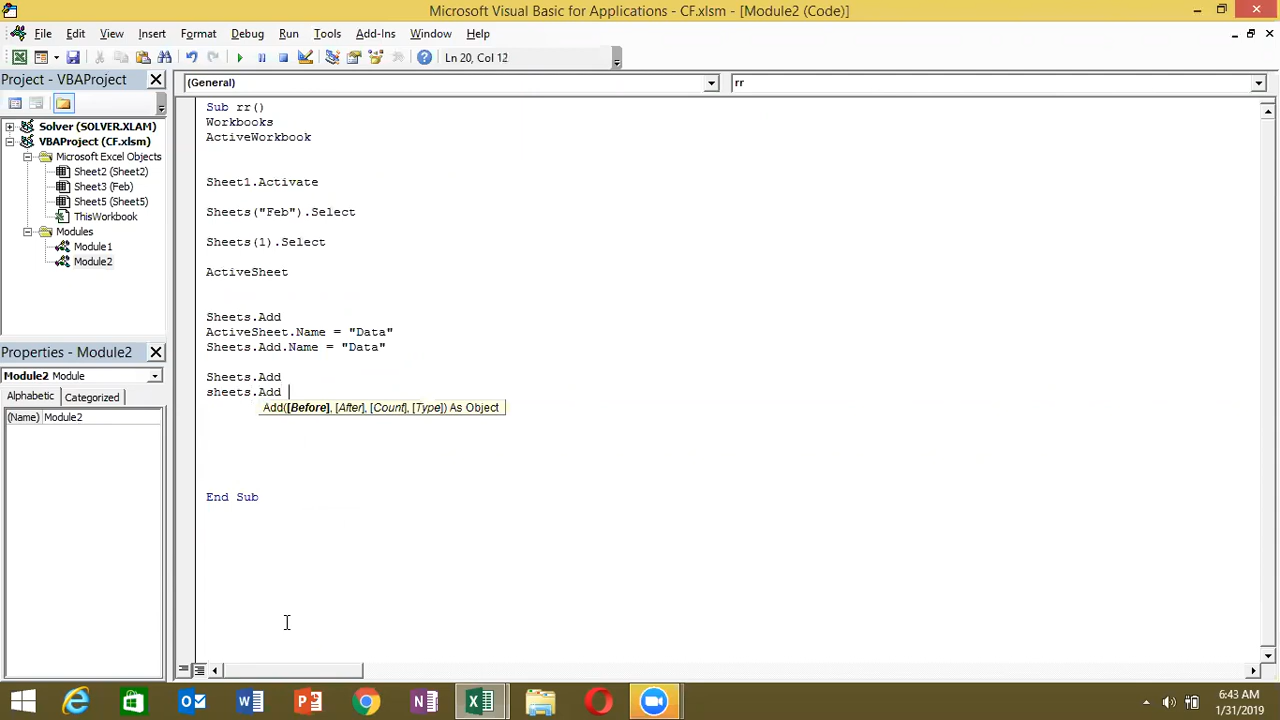 Microsoft Visual Basic for Applications - CF.xlsm - [Module2 (Code)]
File Edit View Insert Format Debug Run Tools Add-Ins Window Help
Ln 20, Col 12
Project - VBAProject
(General) rr
Solver (SOLVER.XLAM)
VBAProject (CF.xlsm)
Microsoft Excel Objects
Sheet2 (Sheet2)
Sheet3 (Feb)
Sheet5 (Sheet5)
ThisWorkbook
Modules
Module1
Module2
Properties - Module2
Module2 Module
Alphabetic Categorized
(Name) Module2
Sub rr()
Workbooks
ActiveWorkbook
Sheet1.Activate
Sheets("Feb").Select
Sheets(1).Select
ActiveSheet
Sheets.Add
ActiveSheet.Name = "Data"
Sheets.Add.Name = "Data"
Sheets.Add
sheets.Add
Add([Before], [After], [Count], [Type]) As Object
End Sub
6:43 AM
1/31/2019